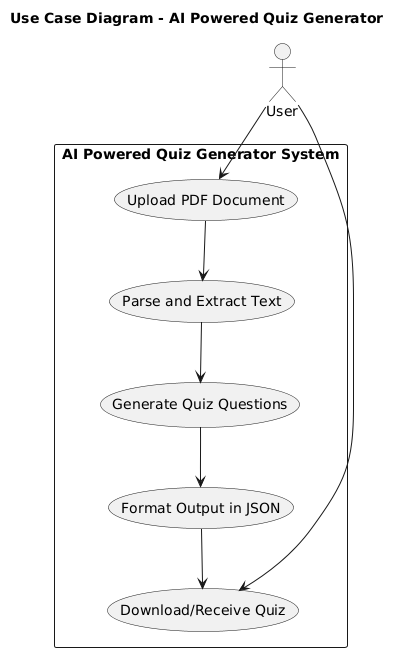 Use Case Diagram - AI Powered Quiz Generator
User
AI Powered Quiz Generator System
Upload PDF Document
Parse and Extract Text
Generate Quiz Questions
Format Output in JSON
Download/Receive Quiz